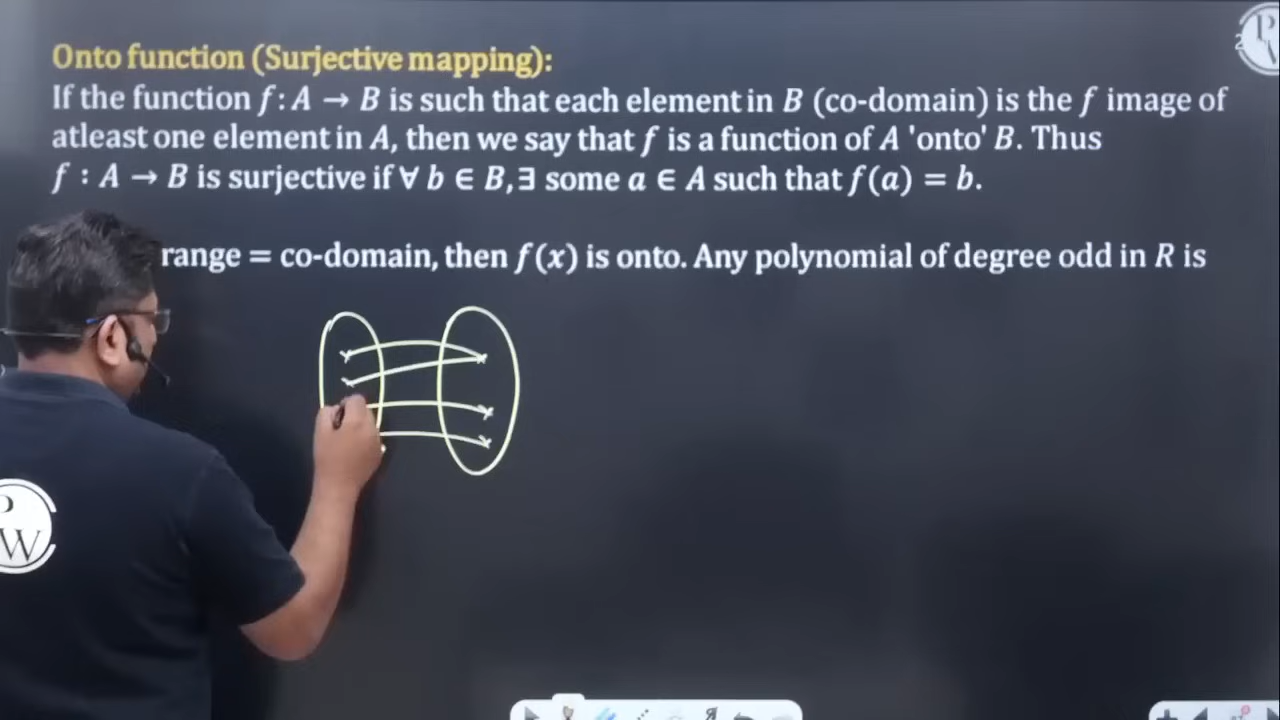 Onto function (Surjective mapping):
If the function f : A → B is such that each element in B (co-domain) is the f image of
atleast one element in A, then we say that f is a function of A 'onto' B. Thus
f : A → B is surjective if ∀ b ∈ B, ∃ some a ∈ A such that f(a) = b.
range = co-domain, then f(x) is onto. Any polynomial of degree odd in R is
P
W
P